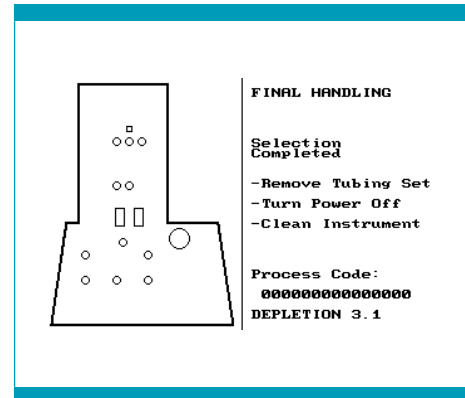 FINAL HANDLING
Selection
Completed
-Remove Tubing Set
-Turn Power Off
-Clean Instrument
Process Code:
000000000000000
DEPLETION 3.1